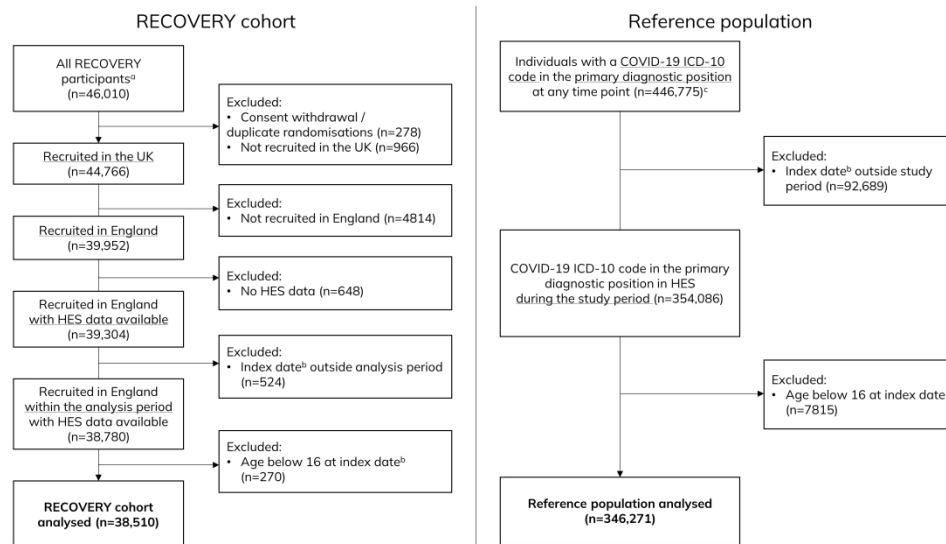 RECOVERY cohort
All RECOVERY
participantsᵃ
(n=46,010)
Excluded:
• Consent withdrawal /
duplicate randomisations (n=278)
• Not recruited in the UK (n=966)
Recruited in the UK
(n=44,766)
Excluded:
• Not recruited in England (n=4814)
Recruited in England
(n=39,952)
Excluded:
• No HES data (n=648)
Recruited in England
with HES data available
(n=39,304)
Excluded:
• Index dateᵇ outside analysis period
(n=524)
Recruited in England
within the analysis period
with HES data available
(n=38,780)
Excluded:
• Age below 16 at index dateᵇ
(n=270)
RECOVERY cohort
analysed (n=38,510)
Reference population
Individuals with a COVID-19 ICD-10
code in the primary diagnostic position
at any time point (n=446,775)ᶜ
Excluded:
• Index dateᵇ outside study
period (n=92,689)
COVID-19 ICD-10 code in the primary
diagnostic position in HES
during the study period (n=354,086)
Excluded:
• Age below 16 at index date
(n=7815)
Reference population analysed
(n=346,271)